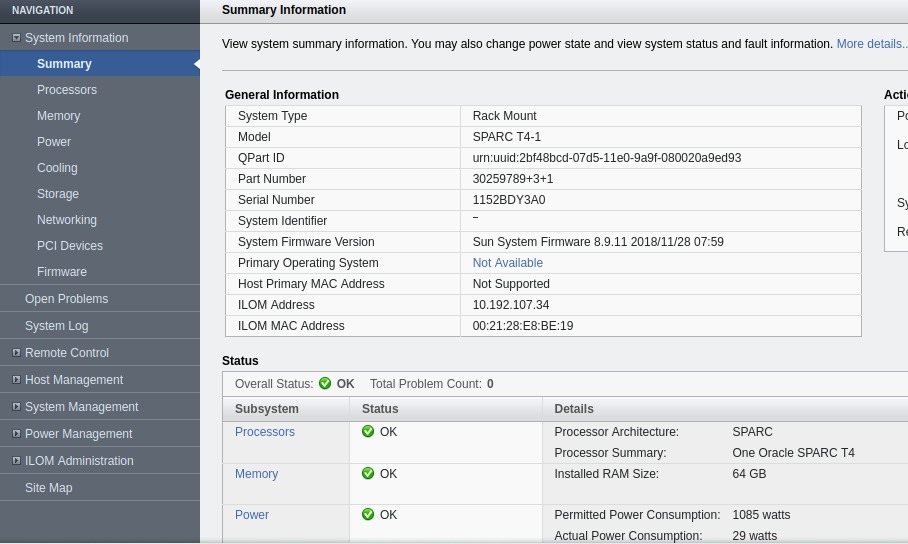 NAVIGATION
System Information
Summary
Processors
Memory
Power
Cooling
Storage
Networking
PCI Devices
Firmware
Open Problems
System Log
Remote Control
Host Management
System Management
Power Management
ILOM Administration
Site Map
Summary Information
View system summary information. You may also change power state and view system status and fault information. More details...
General Information
System Type Rack Mount
Model SPARC T4-1
QPart ID urn:uuid:2bf48bcd-07d5-11e0-9a9f-080020a9ed93
Part Number 30259789+3+1
Serial Number 1152BDY3A0
System Identifier –
System Firmware Version Sun System Firmware 8.9.11 2018/11/28 07:59
Primary Operating System Not Available
Host Primary MAC Address Not Supported
ILOM Address 10.192.107.34
ILOM MAC Address 00:21:28:E8:BE:19
Status
Overall Status: OK Total Problem Count: 0
Subsystem Status Details
Processors OK Processor Architecture: SPARC
Processor Summary: One Oracle SPARC T4
Memory OK Installed RAM Size: 64 GB
Power OK Permitted Power Consumption: 1085 watts
Actual Power Consumption: 29 watts